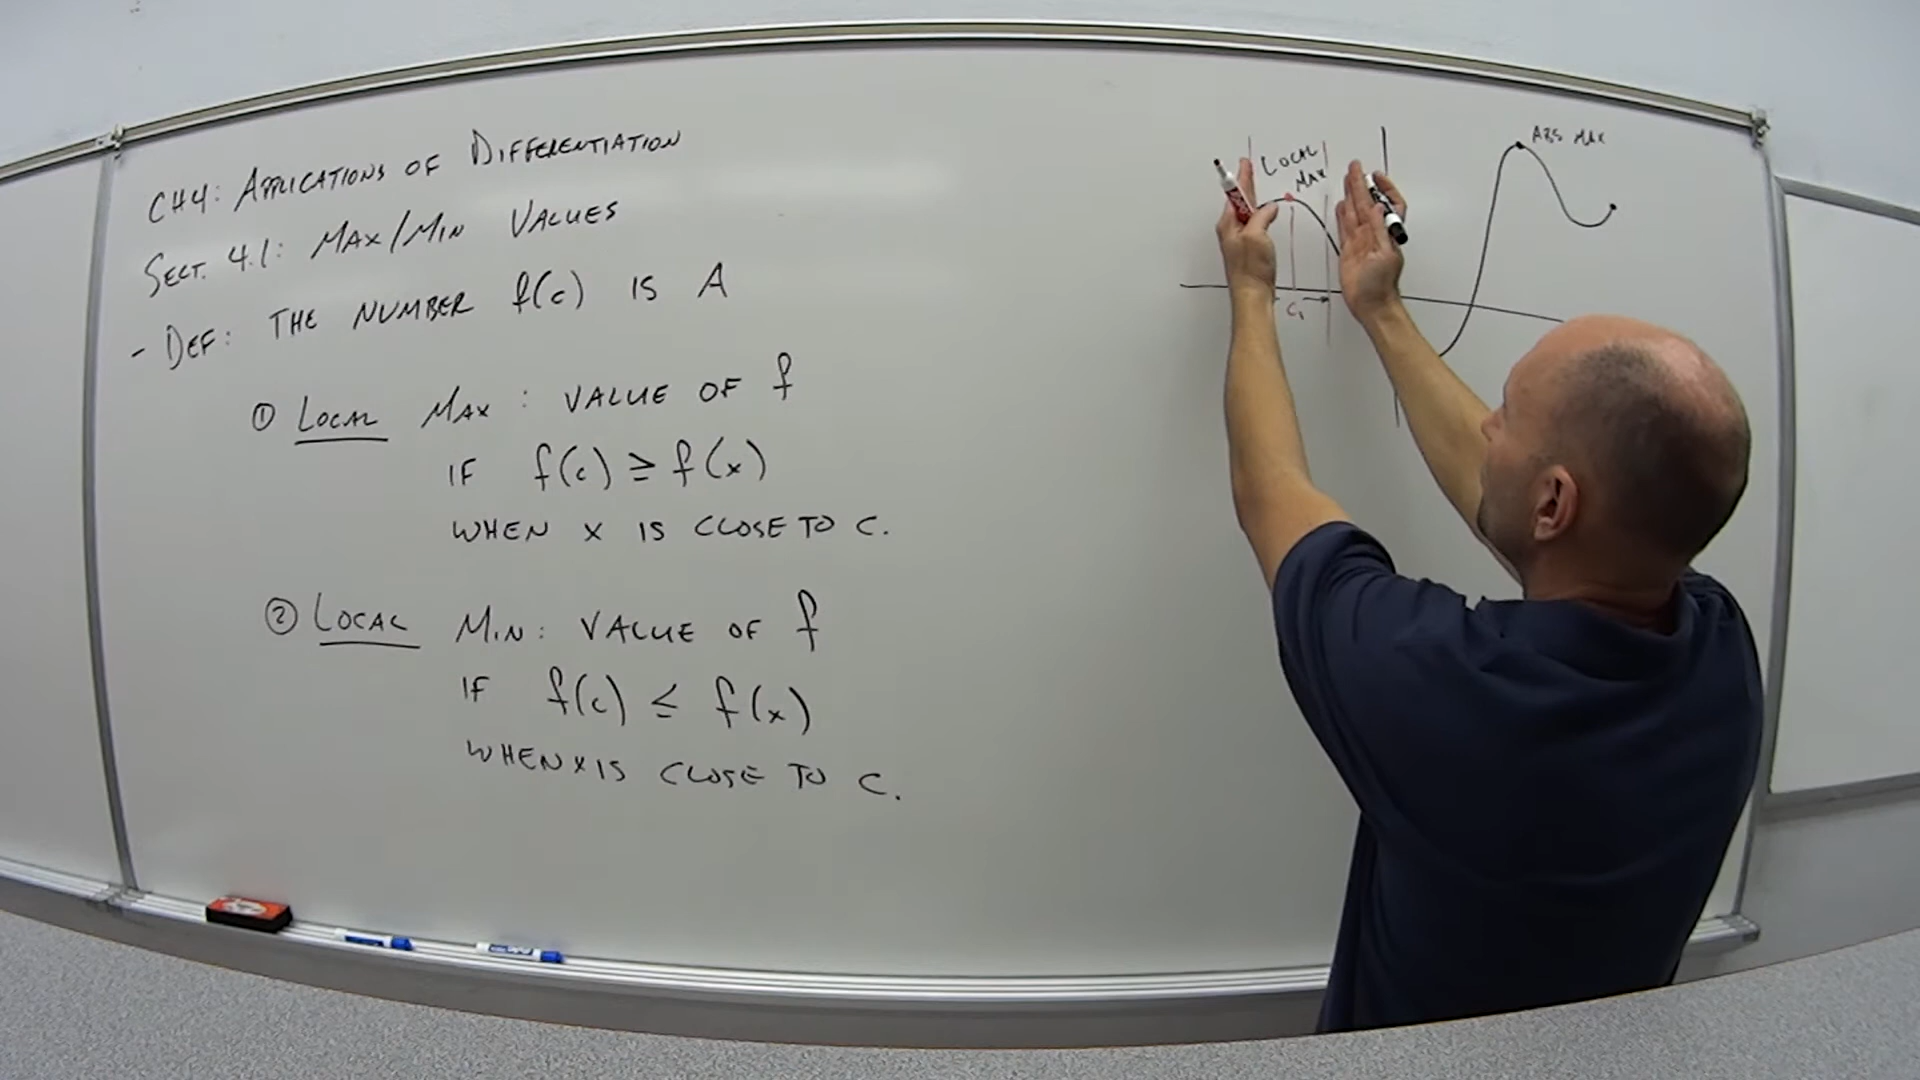 CH4: APPLICATIONS OF DIFFERENTIATION
SECT. 4.1: MAX/MIN VALUES
- DEF: THE NUMBER f(c) IS A
① LOCAL MAX: VALUE OF f
IF f(c) ≥ f(x)
WHEN X IS CLOSE TO C.
② LOCAL MIN: VALUE OF f
IF f(c) ≤ f(x)
WHEN X IS CLOSE TO C.
LOCAL
MAX
C₁
ABS MAX